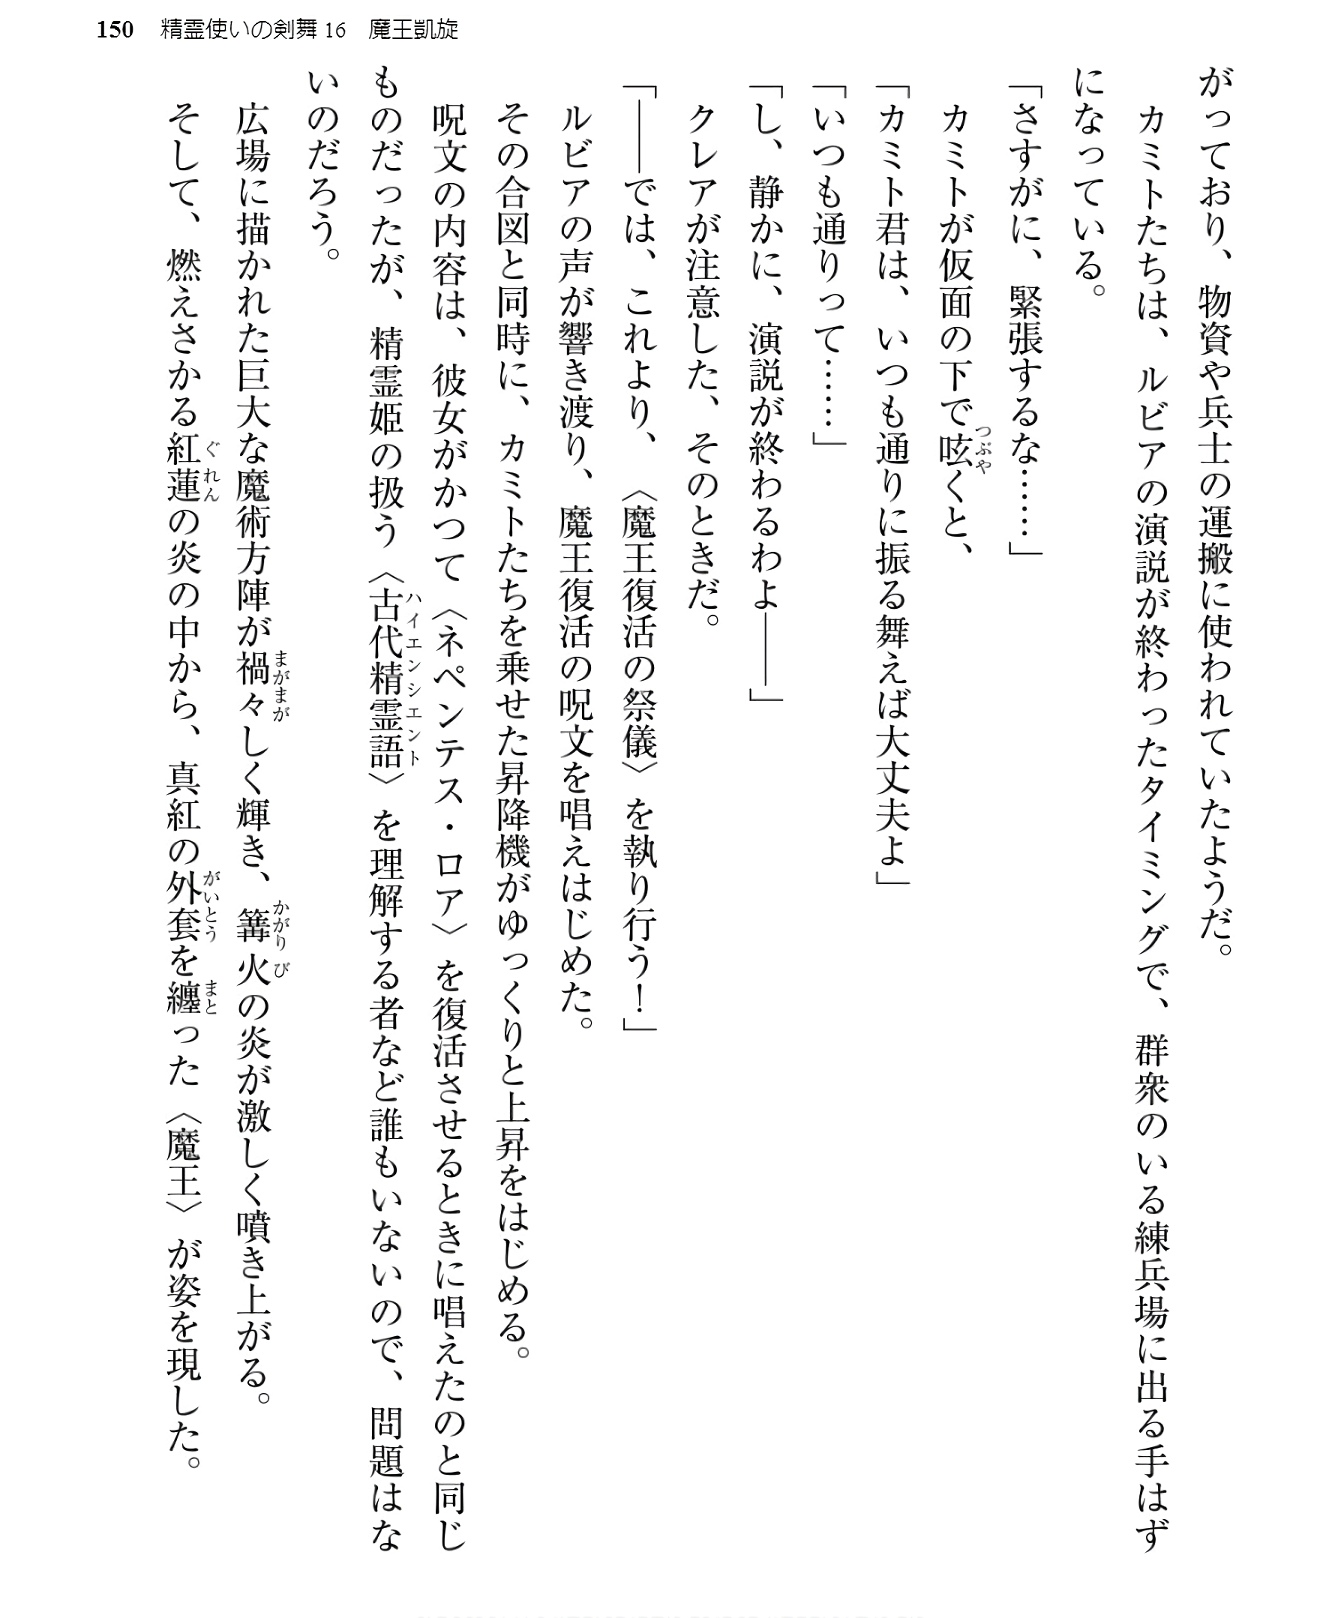 150 精霊使いの剣舞16 魔王凱旋
がっており、物資や兵士の運搬に使われていたようだ。
カミトたちは、ルビアの演説が終わったタイミングで、群衆のいる練兵場に出る手はず
になっている。
「さすがに、緊張するな……」
カミトが仮面の下で呟くと、
「カミト君は、いつも通りに振る舞えば大丈夫よ」
「いつも通りって……」
「し、静かに、演説が終わるわよ――」
クレアが注意した、そのときだ。
「――では、これより、〈魔王復活の祭儀〉を執り行う！」
ルビアの声が響き渡り、魔王復活の呪文を唱えはじめた。
その合図と同時に、カミトたちを乗せた昇降機がゆっくりと上昇をはじめる。
呪文の内容は、彼女がかつて〈ネペンテス・ロア〉を復活させるときに唱えたのと同じ
ものだったが、精霊姫の扱う〈古代精霊語〉を理解する者など誰もいないので、問題はな
いのだろう。
広場に描かれた巨大な魔術方陣が禍々しく輝き、篝火の炎が激しく噴き上がる。
そして、燃えさかる紅蓮の炎の中から、真紅の外套を纏った〈魔王〉が姿を現した。